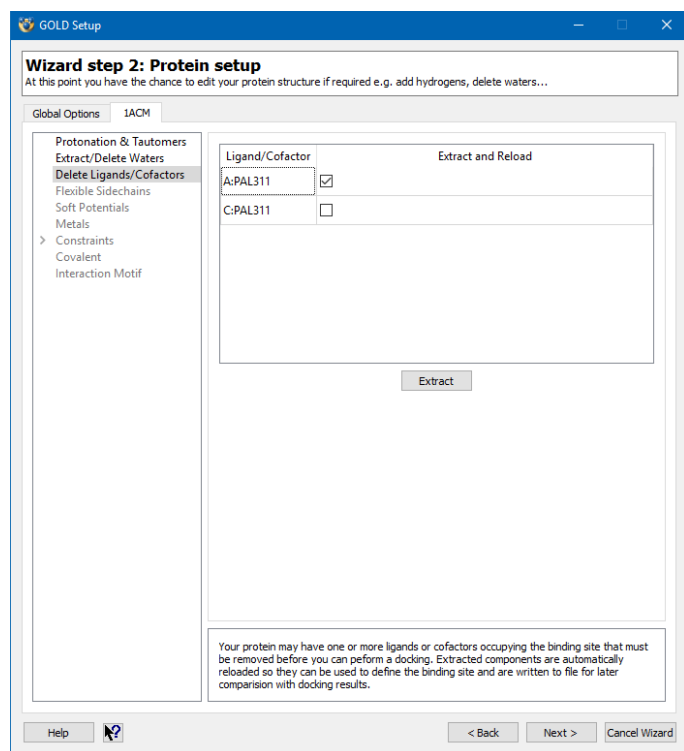 GOLD Setup
Wizard step 2: Protein setup
At this point you have the chance to edit your protein structure if required e.g. add hydrogens, delete waters...
Global Options 1ACM
Protonation & Tautomers
Extract/Delete Waters
Delete Ligands/Cofactors
Flexible Sidechains
Soft Potentials
Metals
Constraints
Covalent
Interaction Motif
Ligand/Cofactor Extract and Reload
A:PAL311
C:PAL311
Extract
Your protein may have one or more ligands or cofactors occupying the binding site that must
be removed before you can peform a docking. Extracted components are automatically
reloaded so they can be used to define the binding site and are written to file for later
comparision with docking results.
Help ? < Back Next > Cancel Wizard